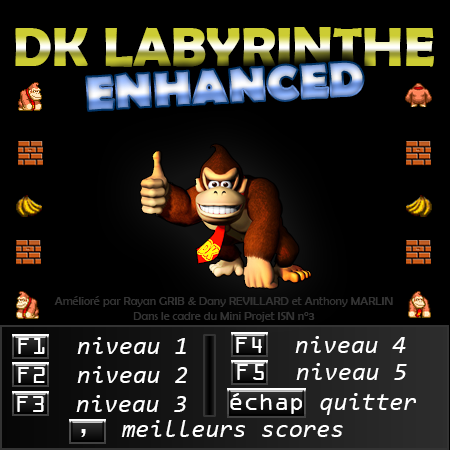 DK LABYRINTHE
ENHANCED
Amélioré par Rayan GRIB & Dany REVILLARD et Anthony MARLIN
Dans le cadre du Mini Projet ISN n°3
F1 niveau 1
F2 niveau 2
F3 niveau 3
F4 niveau 4
F5 niveau 5
échap quitter
, meilleurs scores